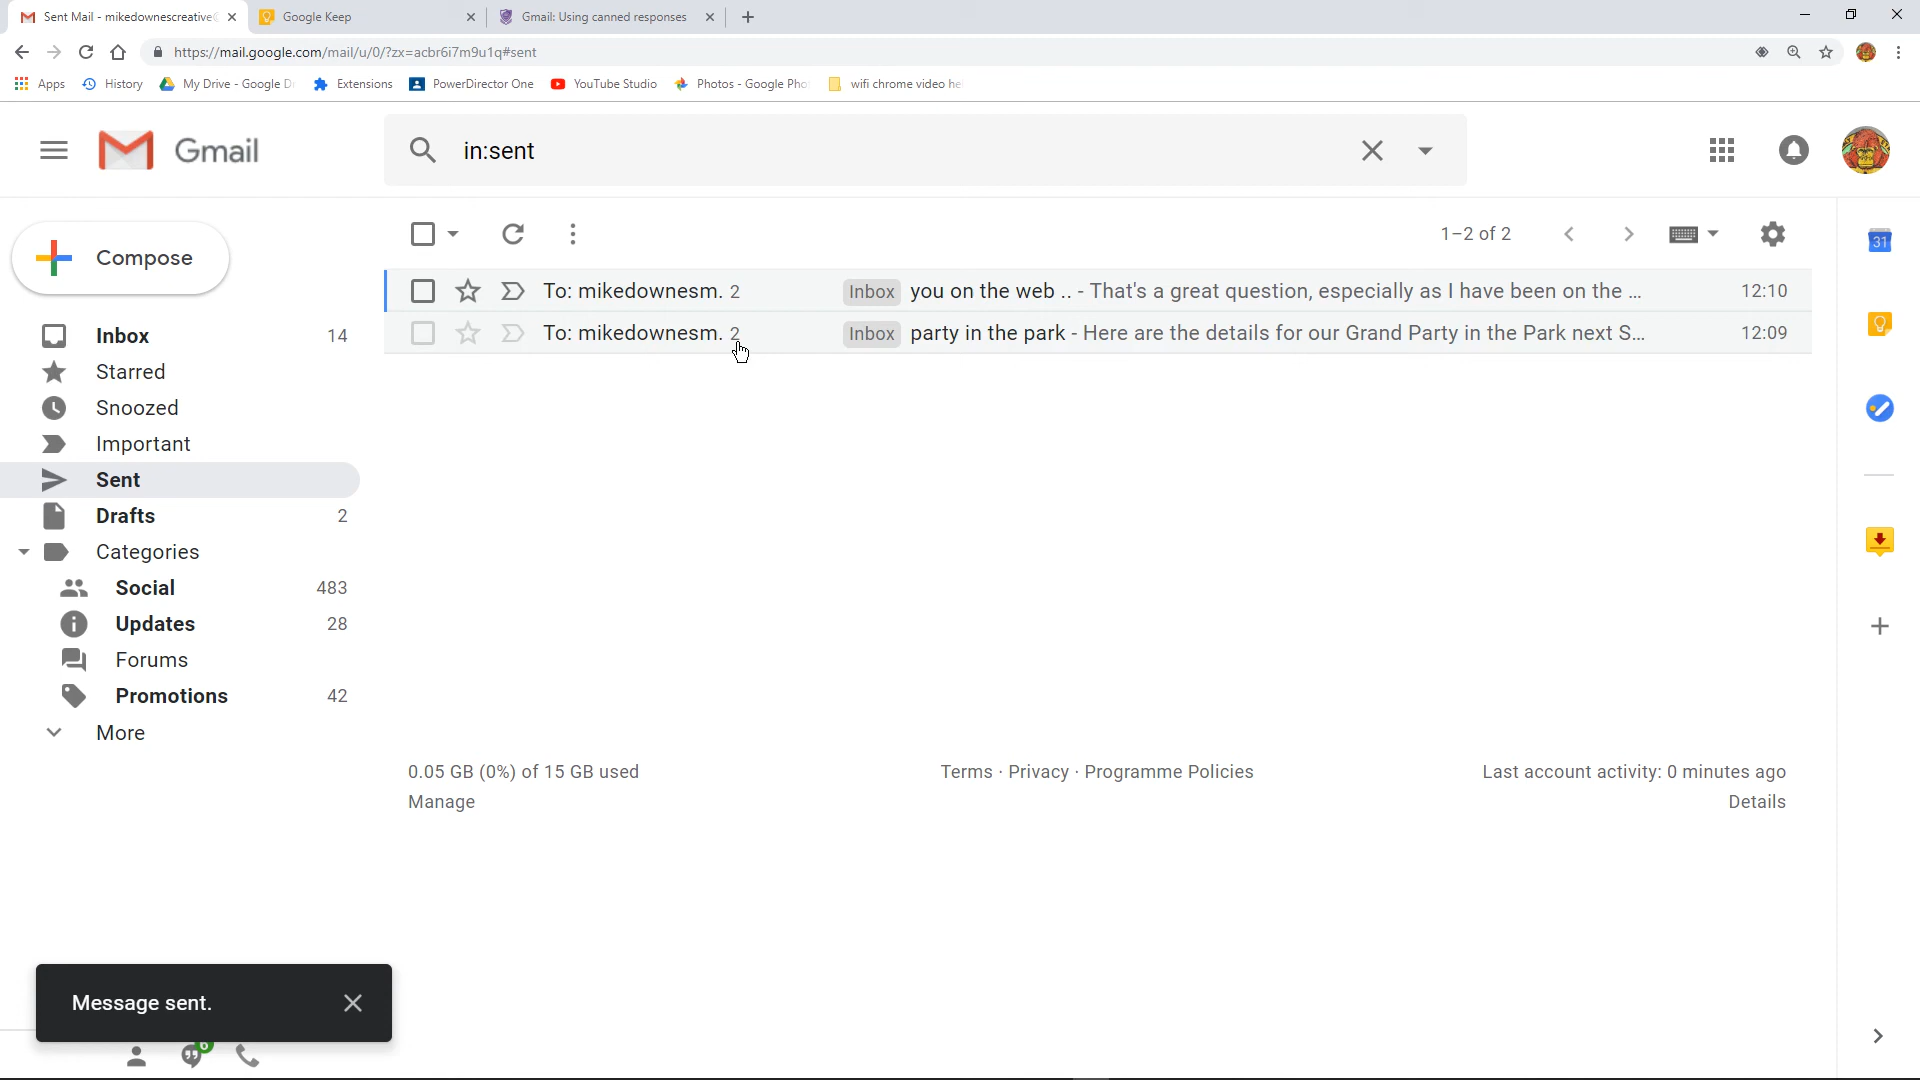 Sent Mail - mikedownescreative@ Google Keep Gmail: Using canned responses
https://mail.google.com/mail/u/0/?zx=acbr6i7m9u1q#sent
Apps History My Drive - Google Dr Extensions PowerDirector One YouTube Studio Photos - Google Pho wifi chrome video he
Gmail in:sent
Compose
1–2 of 2
31
To: mikedownesm. 2 Inbox you on the web .. - That's a great question, especially as I have been on the ... 12:10
To: mikedownesm. 2 Inbox party in the park - Here are the details for our Grand Party in the Park next S... 12:09
Inbox 14
Starred
Snoozed
Important
Sent
Drafts 2
Categories
Social 483
Updates 28
Forums
Promotions 42
More
0.05 GB (0%) of 15 GB used
Manage
Terms · Privacy · Programme Policies
Last account activity: 0 minutes ago
Details
Message sent.
6